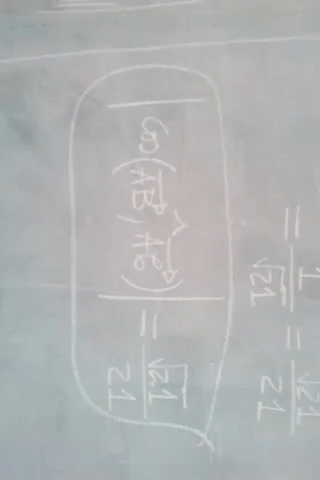 = 1/√21 = √21/21
|cos(AB⃗ ^, AC⃗)| = √21/21